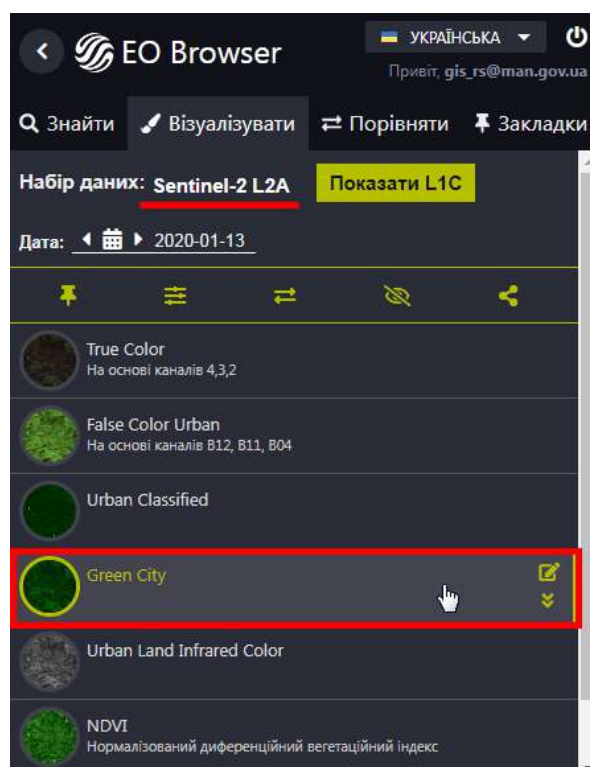 EO Browser
УКРАЇНСЬКА
Привіт, gis_rs@man.gov.ua
Знайти Візуалізувати Порівняти Закладки
Набір даних: Sentinel-2 L2A Показати L1C
Дата: 2020-01-13
True Color
На основі каналів 4,3,2
False Color Urban
На основі каналів B12, B11, B04
Urban Classified
Green City
Urban Land Infrared Color
NDVI
Нормалізований диференційний вегетаційний індекс